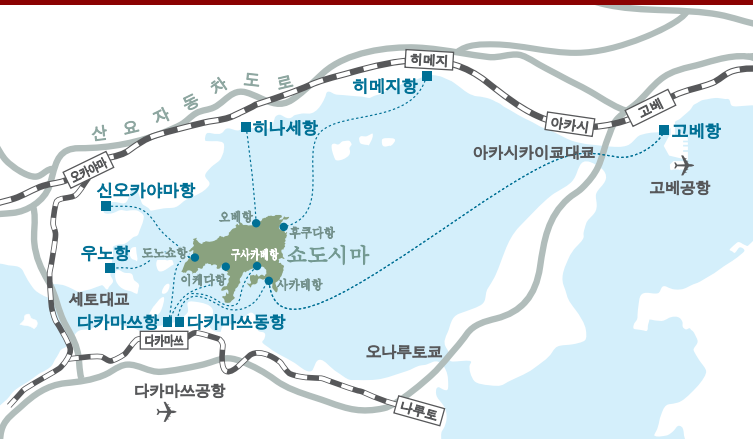 산요자동차도로
히메지
히메지항
히나세항
아카시
고베
고베항
아카시카이쿄대쿄
고베공항
오카야마
신오카야마항
오베항
후쿠다항
우노항
도노쇼항
구사카베항
쇼도시마
이케다항
사카테항
세토대교
다카마쓰항
다카마쓰동항
다카마쓰
오나루토쿄
다카마쓰공항
나루토